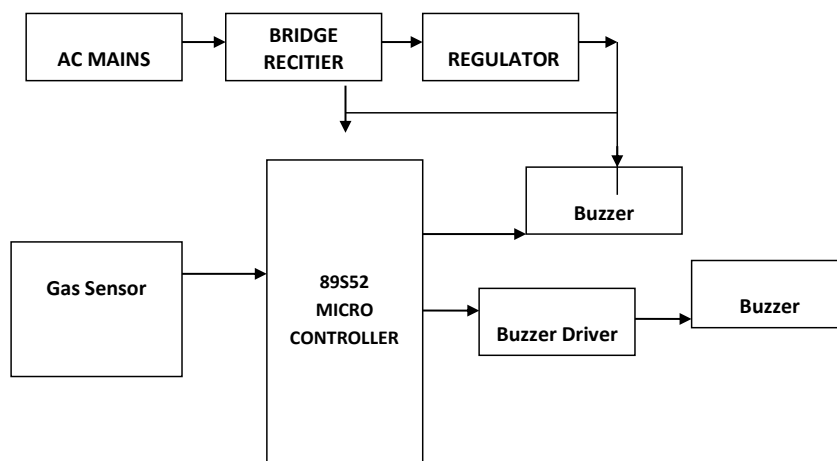 AC MAINS
BRIDGE
RECITIER
REGULATOR
Buzzer
Gas Sensor
89S52
MICRO
CONTROLLER
Buzzer Driver
Buzzer